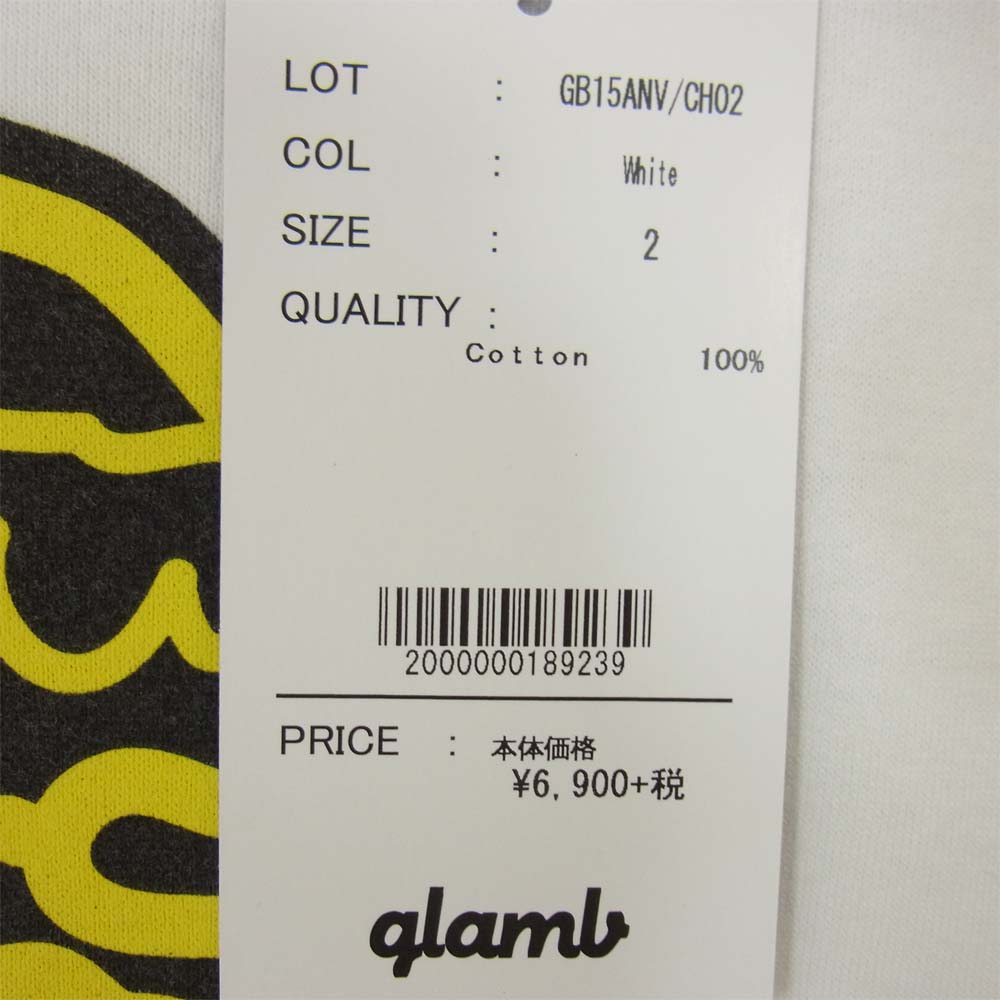 LOT : GB15ANV/CH02
COL : White
SIZE : 2
QUALITY :
Cotton 100%
2000000189239
PRICE : 本体価格
¥6,900+税
glamb